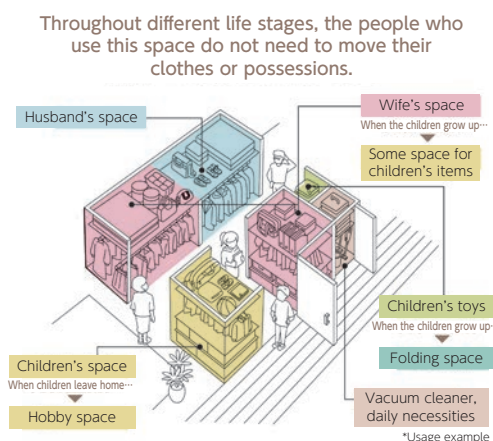 Throughout different life stages, the people who
use this space do not need to move their
clothes or possessions.
Husband's space
Wife's space
When the children grow up…
Some space for
children's items
Children's toys
When the children grow up…
Folding space
Children's space
When children leave home…
Hobby space
Vacuum cleaner,
daily necessities
*Usage example